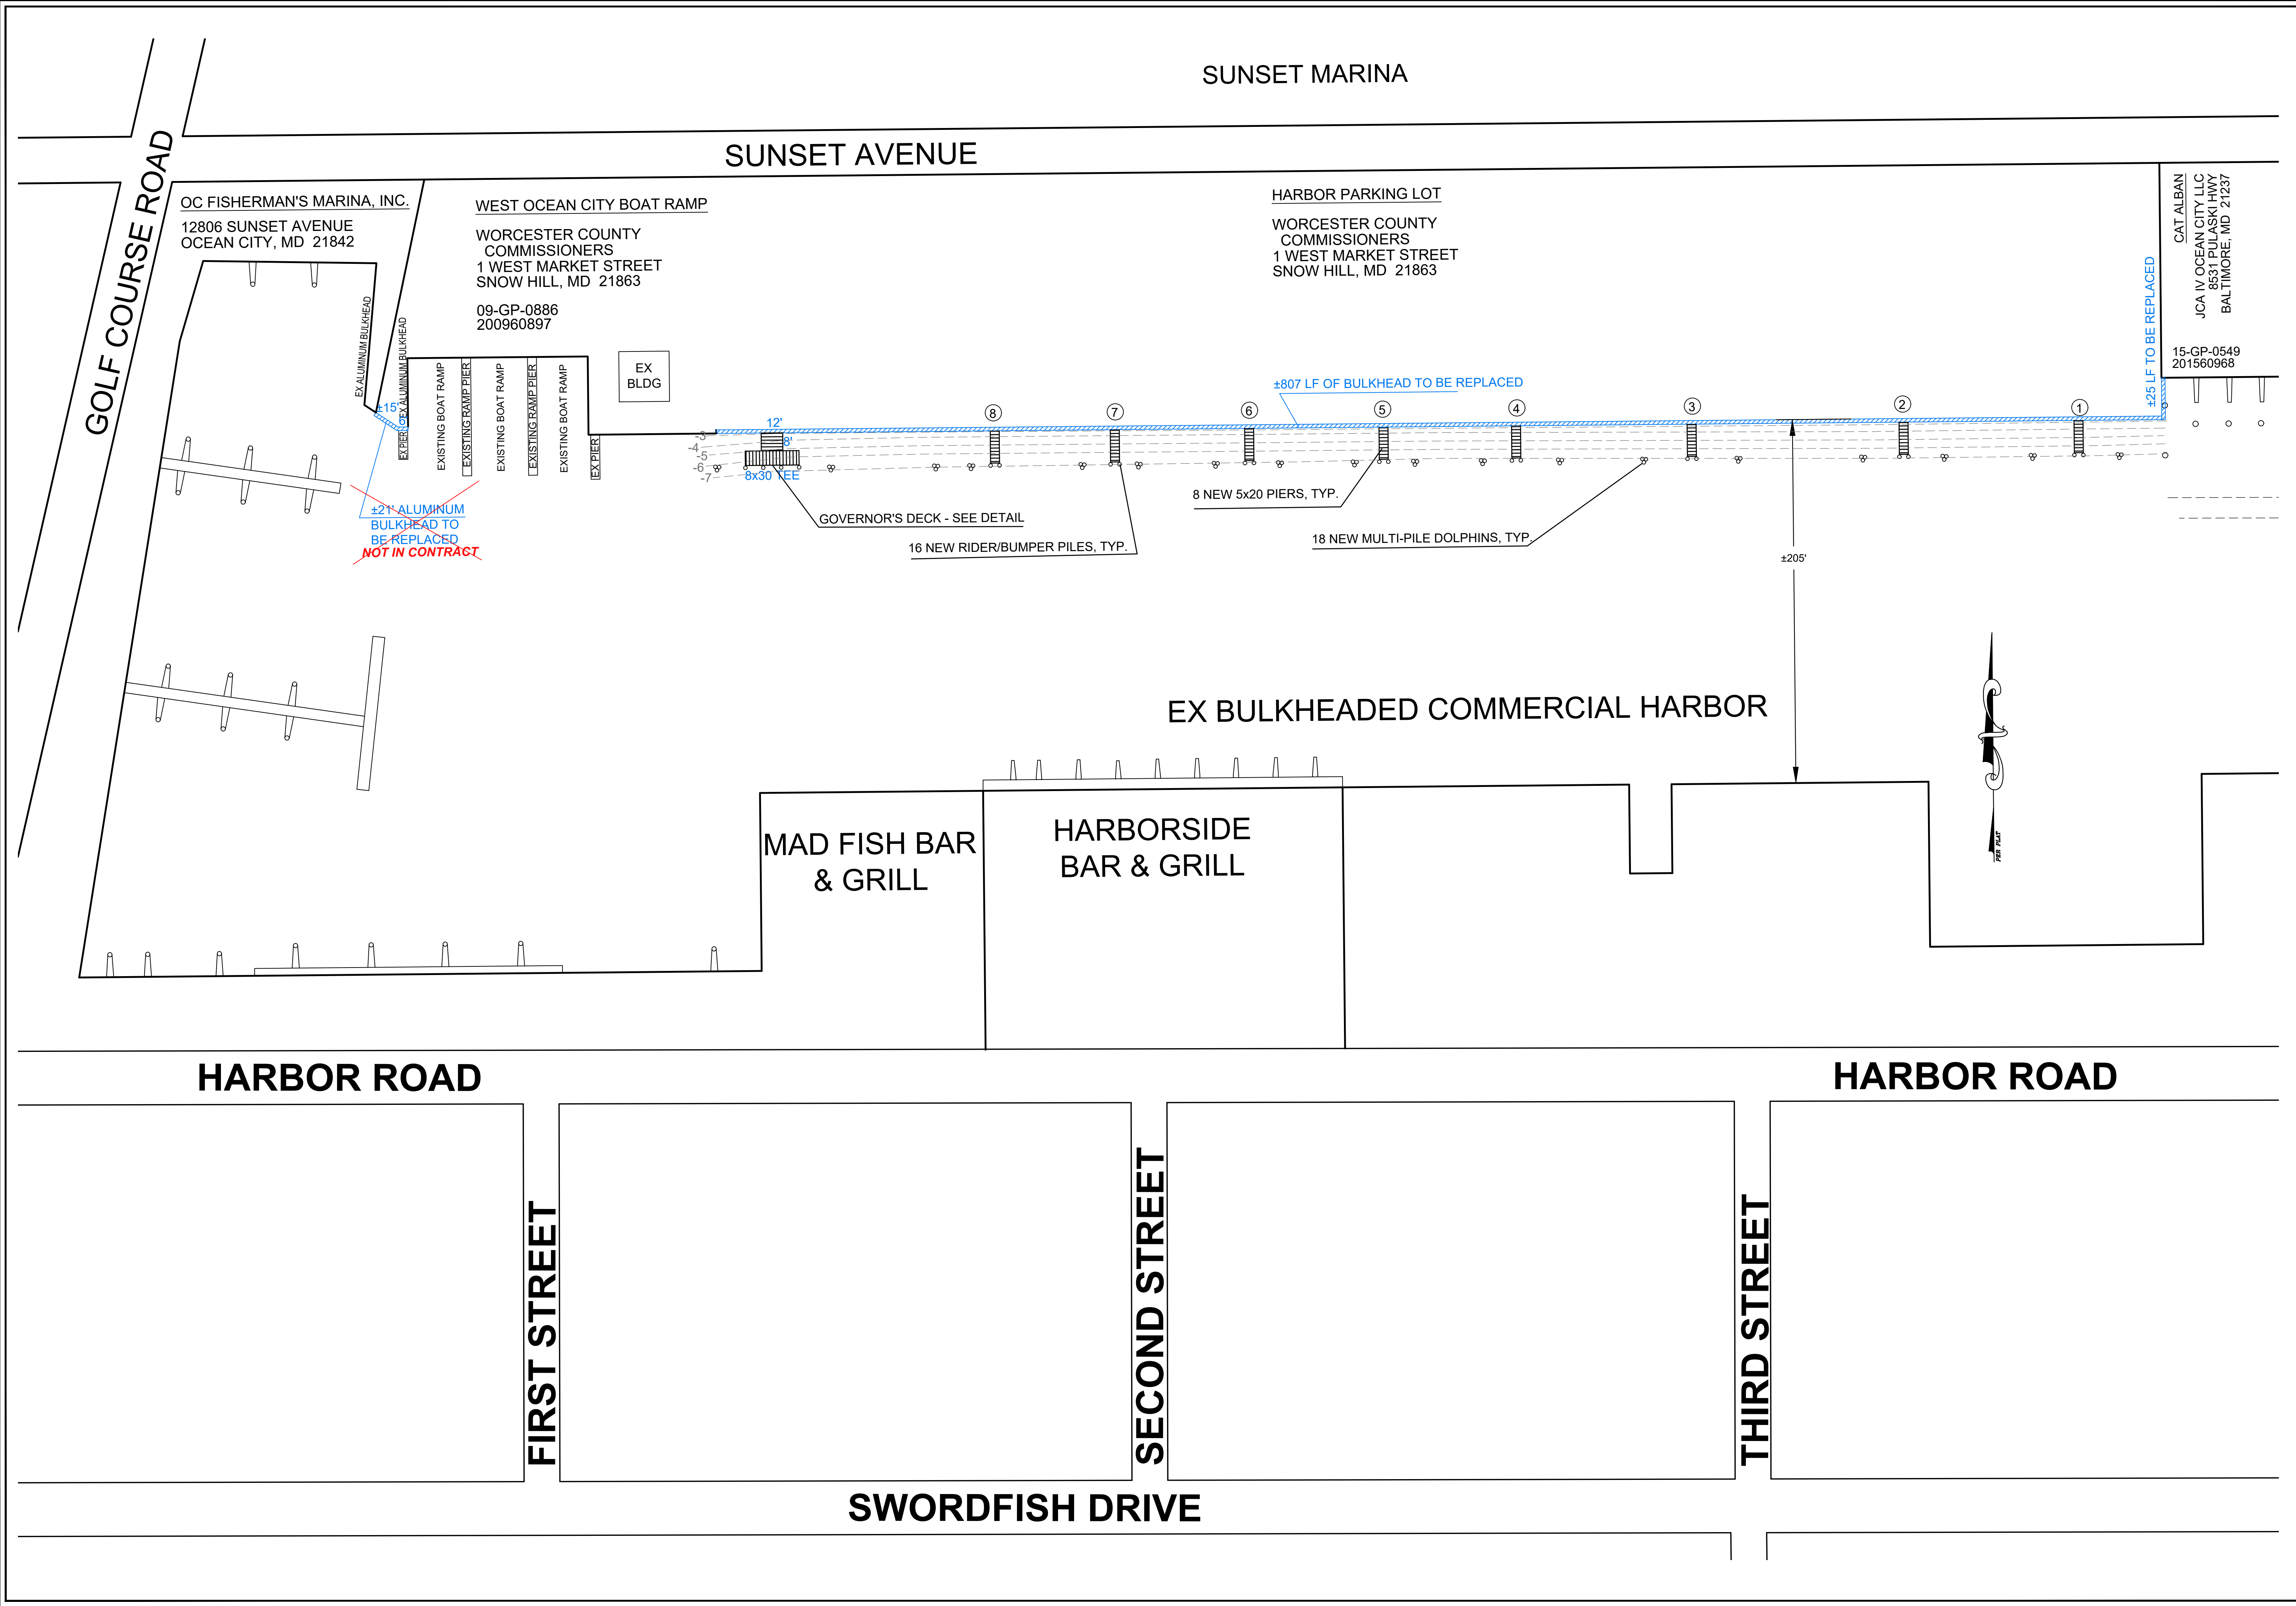 SUNSET MARINA
SUNSET AVENUE
GOLF COURSE ROAD
OC FISHERMAN'S MARINA, INC.
12806 SUNSET AVENUE
OCEAN CITY, MD  21842
WEST OCEAN CITY BOAT RAMP
WORCESTER COUNTY
COMMISSIONERS
1 WEST MARKET STREET
SNOW HILL, MD  21863
09-GP-0886
200960897
HARBOR PARKING LOT
WORCESTER COUNTY
COMMISSIONERS
1 WEST MARKET STREET
SNOW HILL, MD  21863
CAT ALBAN
JCA IV OCEAN CITY LLC
8531 PULASKI HWY
BALTIMORE, MD  21237
15-GP-0549
201560968
±25 LF TO BE REPLACED
EX ALUMINUM BULKHEAD
EX ALUMINUM BULKHEAD
±15'
6'
EX PIER
EXISTING BOAT RAMP
EXISTING RAMP PIER
EXISTING BOAT RAMP
EXISTING RAMP PIER
EXISTING BOAT RAMP
EX PIER
EX
BLDG
±807 LF OF BULKHEAD TO BE REPLACED
8
7
6
5
4
3
2
1
-3
-4
-5
-6
-7
12'
8'
8x30 TEE
±21' ALUMINUM
BULKHEAD TO
BE REPLACED
NOT IN CONTRACT
GOVERNOR'S DECK - SEE DETAIL
16 NEW RIDER/BUMPER PILES, TYP.
8 NEW 5x20 PIERS, TYP.
18 NEW MULTI-PILE DOLPHINS, TYP.
±205'
EX BULKHEADED COMMERCIAL HARBOR
PER PLAT
MAD FISH BAR
& GRILL
HARBORSIDE
BAR & GRILL
HARBOR ROAD
HARBOR ROAD
FIRST STREET
SECOND STREET
THIRD STREET
SWORDFISH DRIVE